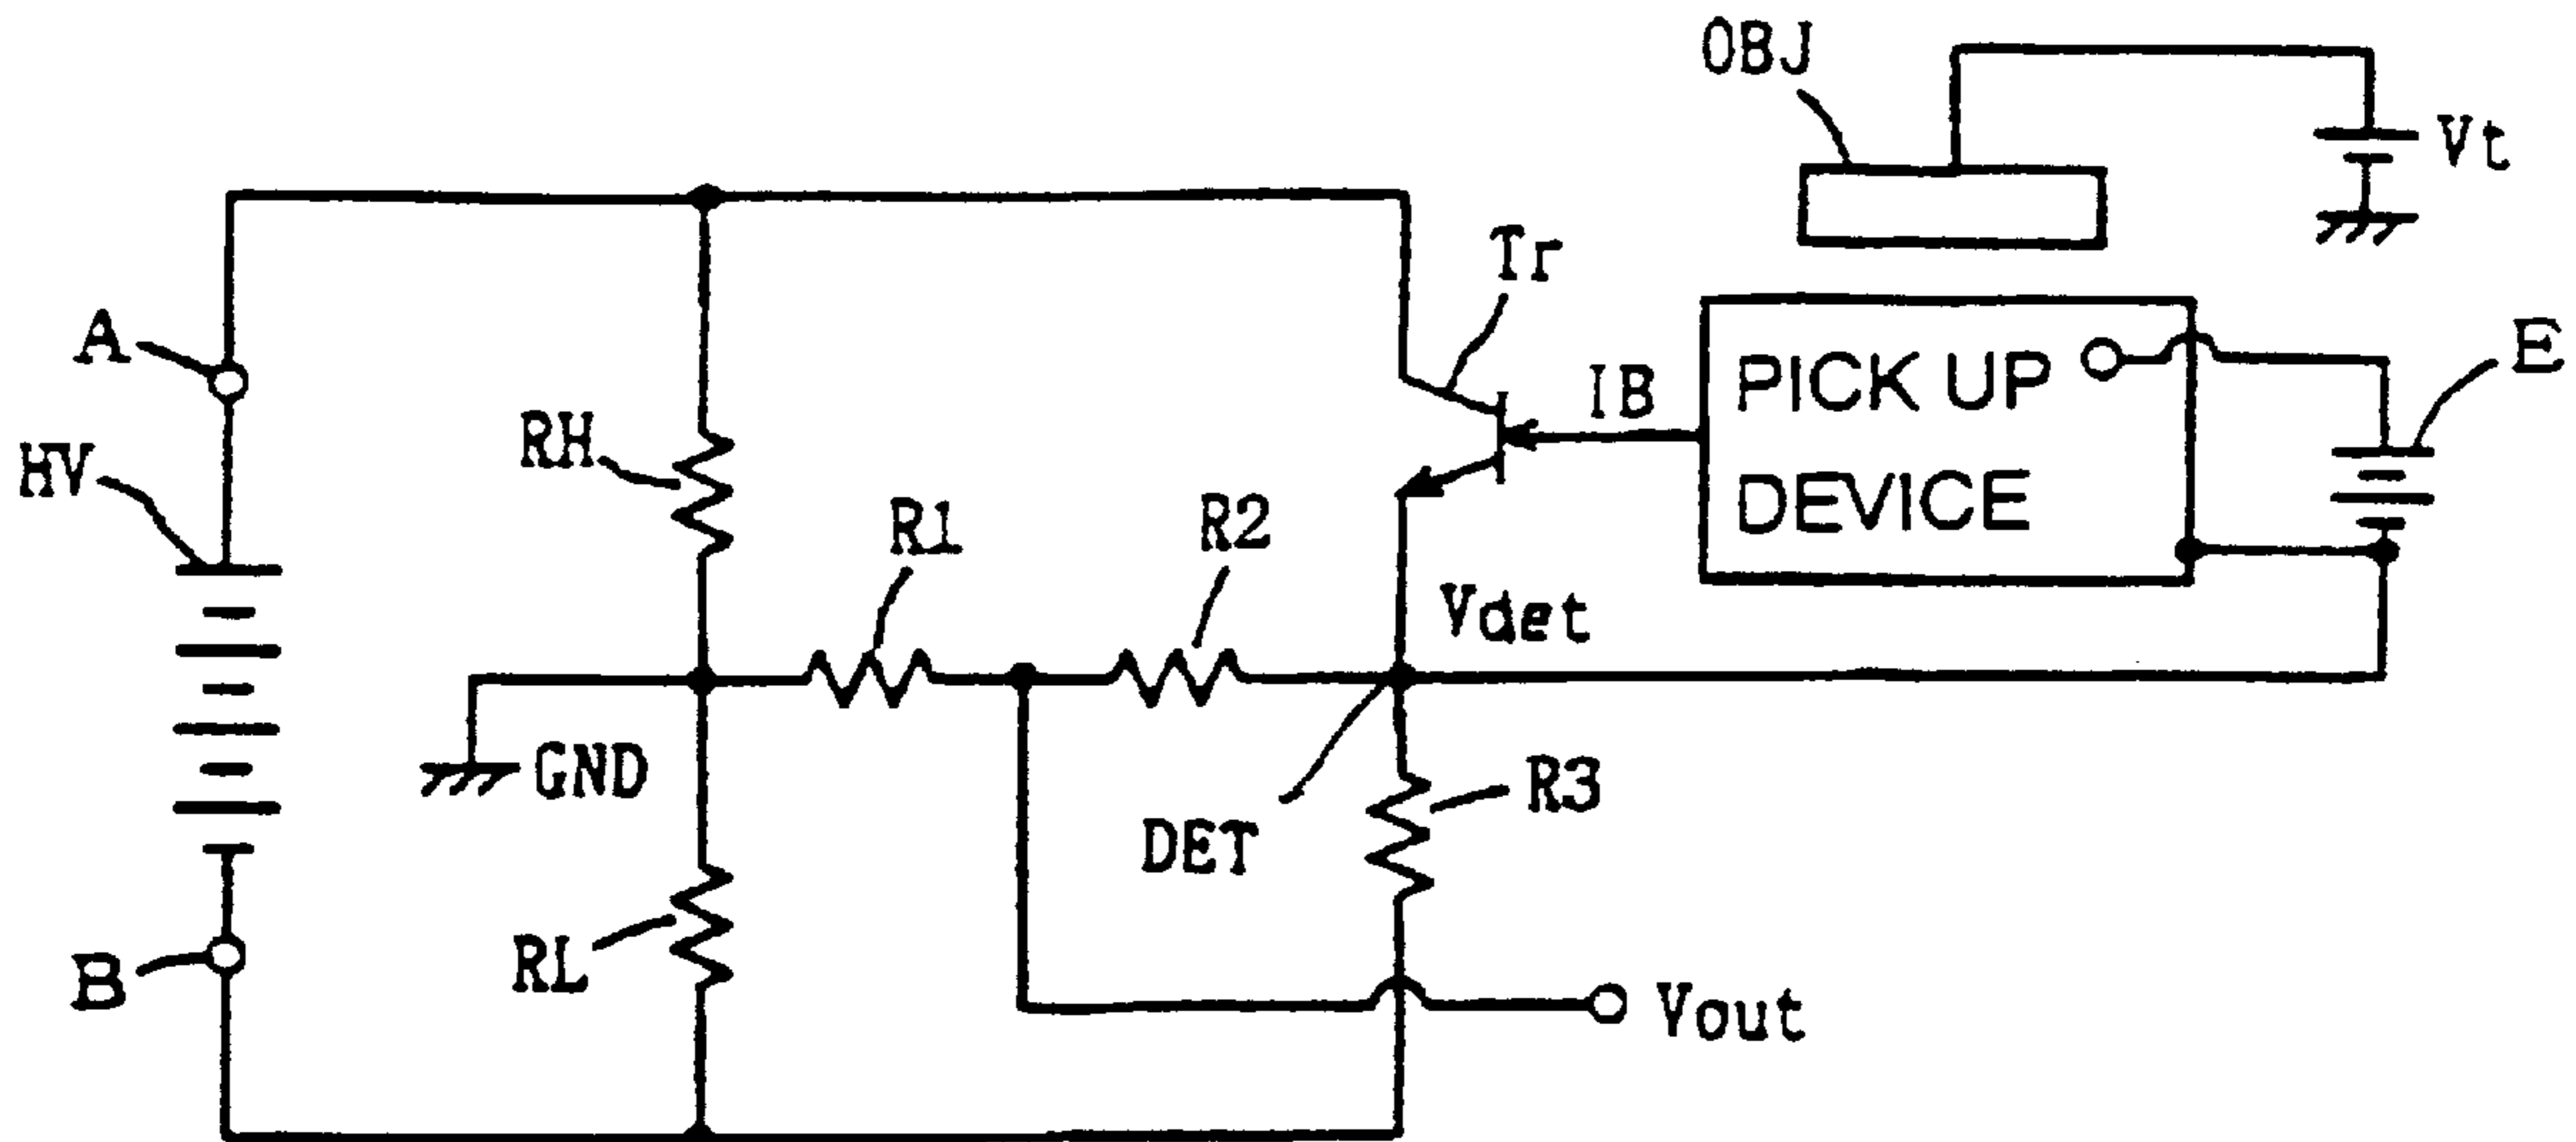 OBJ
Vt
Tr
A
E
PICK UP
IB
RH
HV
DEVICE
R1
R2
Vdet
GND
R3
DET
RL
B
Vout